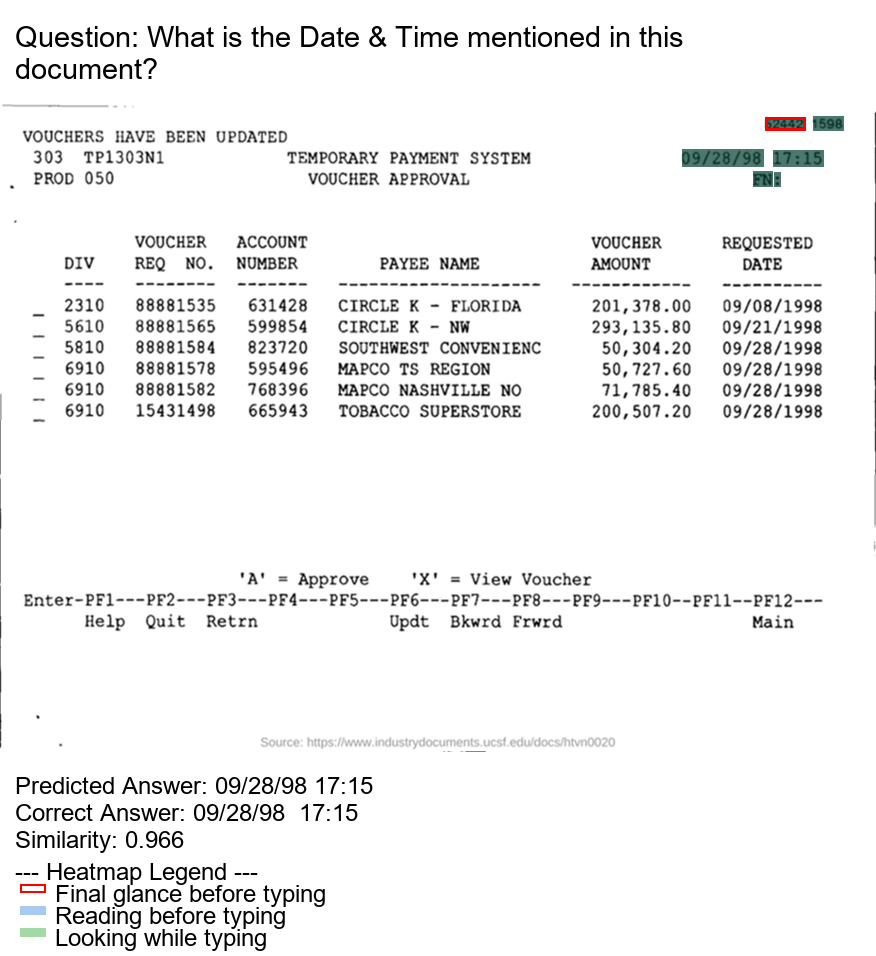 Question: What is the Date & Time mentioned in this
document?
52442 1598
VOUCHERS HAVE BEEN UPDATED
303 TP1303N1 TEMPORARY PAYMENT SYSTEM 09/28/98 17:15
PROD 050 VOUCHER APPROVAL FN:
VOUCHER ACCOUNT VOUCHER REQUESTED
DIV REQ NO. NUMBER PAYEE NAME AMOUNT DATE
---- -------- ------- -------------------- ------------ ----------
_ 2310 88881535 631428 CIRCLE K - FLORIDA 201,378.00 09/08/1998
_ 5610 88881565 599854 CIRCLE K - NW 293,135.80 09/21/1998
_ 5810 88881584 823720 SOUTHWEST CONVENIENC 50,304.20 09/28/1998
_ 6910 88881578 595496 MAPCO TS REGION 50,727.60 09/28/1998
_ 6910 88881582 768396 MAPCO NASHVILLE NO 71,785.40 09/28/1998
_ 6910 15431498 665943 TOBACCO SUPERSTORE 200,507.20 09/28/1998
'A' = Approve 'X' = View Voucher
Enter-PF1---PF2---PF3---PF4---PF5---PF6---PF7---PF8---PF9---PF10--PF11--PF12---
Help Quit Retrn Updt Bkwrd Frwrd Main
Source: https://www.industrydocuments.ucsf.edu/docs/htvn0020
Predicted Answer: 09/28/98 17:15
Correct Answer: 09/28/98  17:15
Similarity: 0.966
--- Heatmap Legend ---
Final glance before typing
Reading before typing
Looking while typing